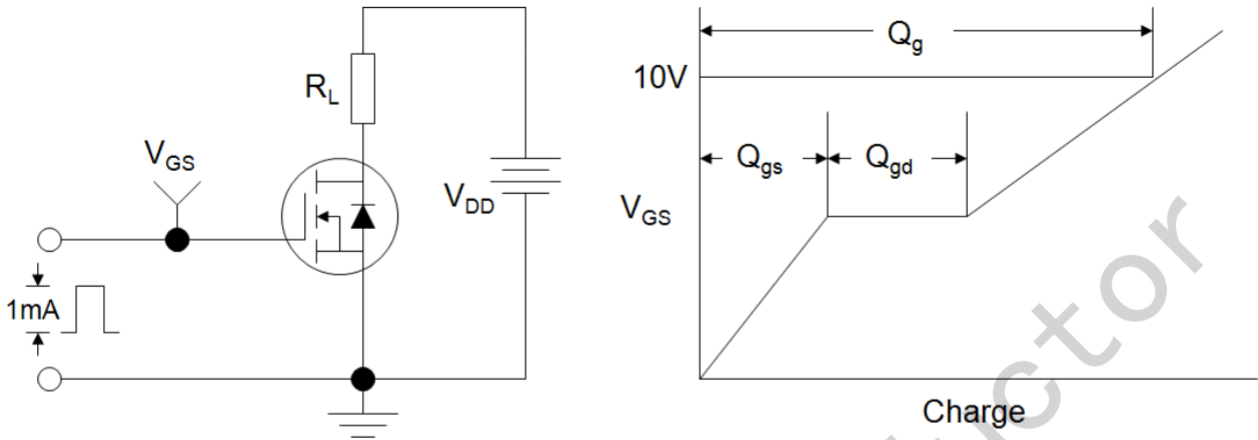 R_L
V_GS
V_DD
1mA
Q_g
10V
Q_gs
Q_gd
V_GS
Charge